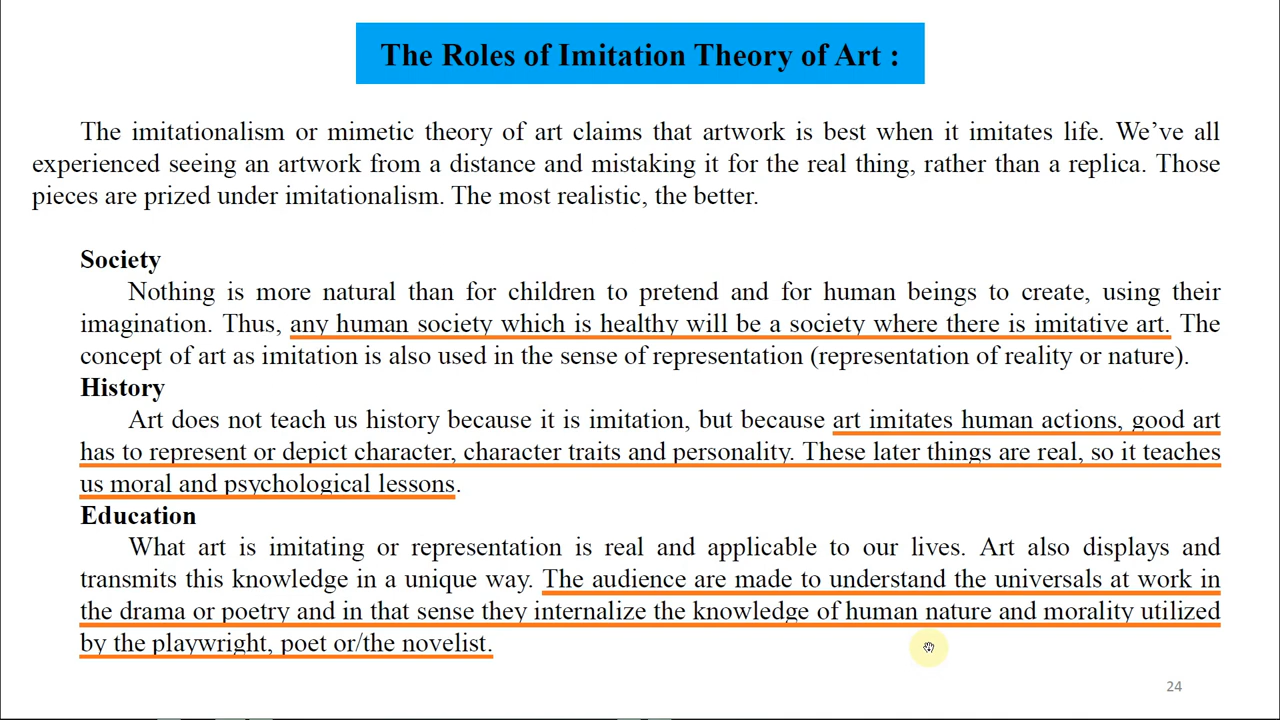 The Roles of Imitation Theory of Art :
The imitationalism or mimetic theory of art claims that artwork is best when it imitates life. We’ve all
experienced seeing an artwork from a distance and mistaking it for the real thing, rather than a replica. Those
pieces are prized under imitationalism. The most realistic, the better.
Society
Nothing is more natural than for children to pretend and for human beings to create, using their
imagination. Thus, any human society which is healthy will be a society where there is imitative art. The
concept of art as imitation is also used in the sense of representation (representation of reality or nature).
History
Art does not teach us history because it is imitation, but because art imitates human actions, good art
has to represent or depict character, character traits and personality. These later things are real, so it teaches
us moral and psychological lessons.
Education
What art is imitating or representation is real and applicable to our lives. Art also displays and
transmits this knowledge in a unique way. The audience are made to understand the universals at work in
the drama or poetry and in that sense they internalize the knowledge of human nature and morality utilized
by the playwright, poet or/the novelist.
24